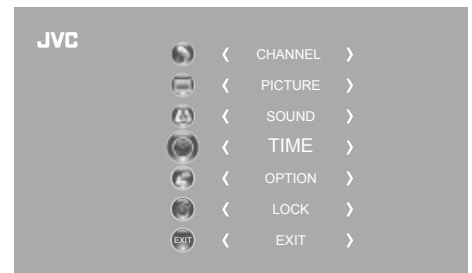 JVC
CHANNEL
PICTURE
SOUND
TIME
OPTION
LOCK
EXIT EXIT